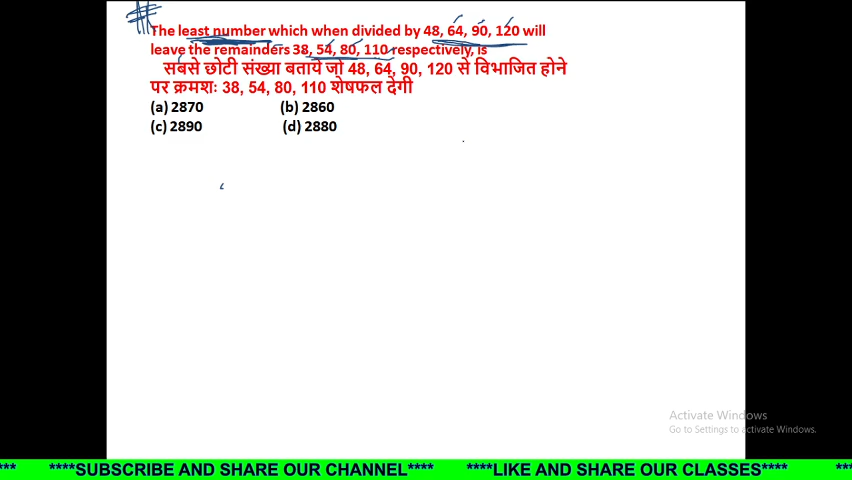 The least number which when divided by 48, 64, 90, 120 will
leave the remainders 38, 54, 80, 110 respectively, is
सबसे छोटी संख्या बताये जो 48, 64, 90, 120 से विभाजित होने
पर क्रमशः 38, 54, 80, 110 शेषफल देगी
(a) 2870 (b) 2860
(c) 2890 (d) 2880
Activate Windows
Go to Settings to activate Windows.
*** ****SUBSCRIBE AND SHARE OUR CHANNEL**** ****LIKE AND SHARE OUR CLASSES**** **